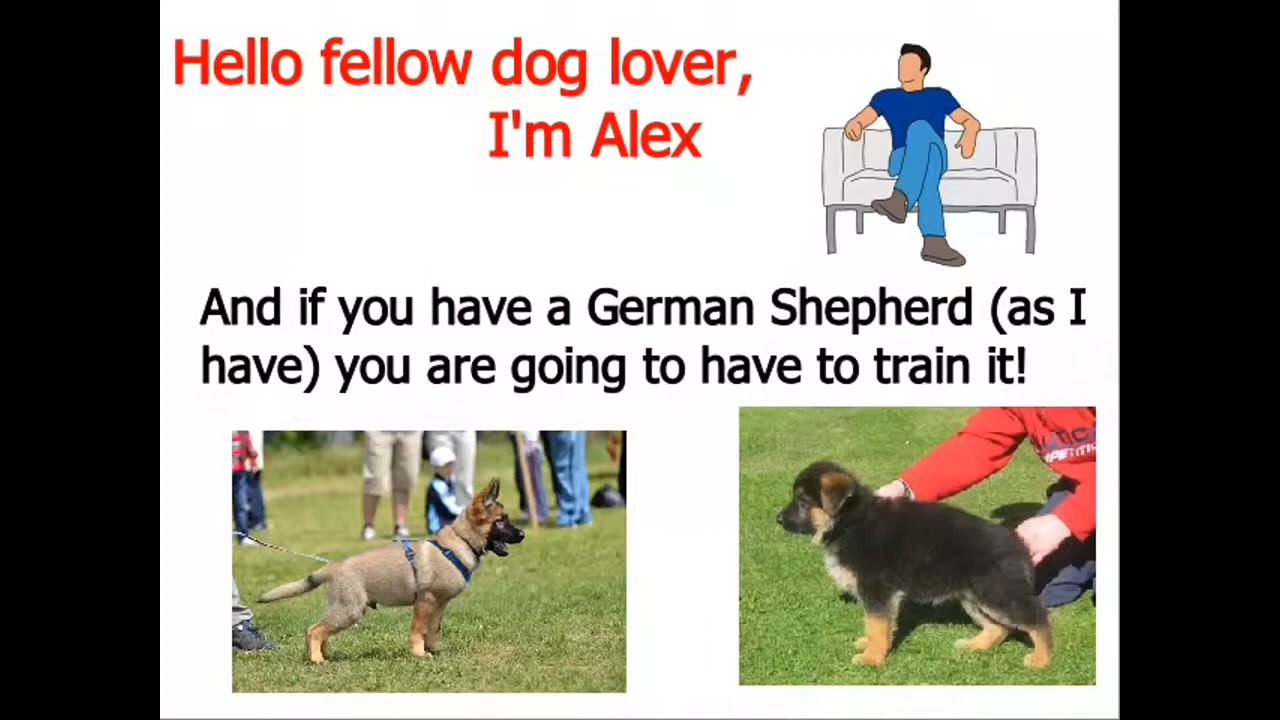 Hello fellow dog lover,
I'm Alex
And if you have a German Shepherd (as I
have) you are going to have to train it!